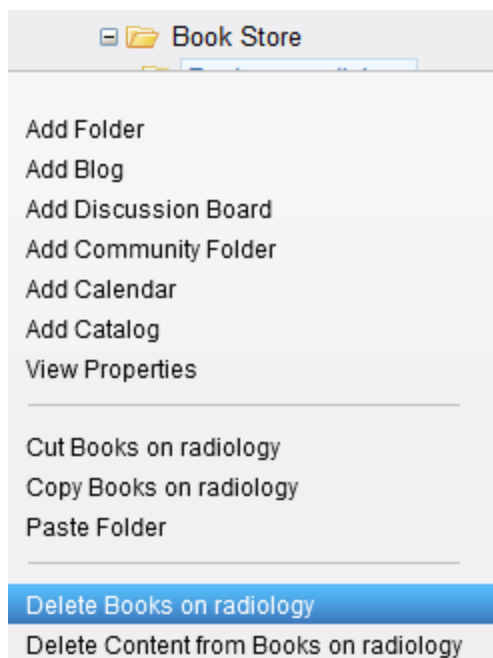 Book Store
Add Folder
Add Blog
Add Discussion Board
Add Community Folder
Add Calendar
Add Catalog
View Properties
Cut Books on radiology
Copy Books on radiology
Paste Folder
Delete Books on radiology
Delete Content from Books on radiology